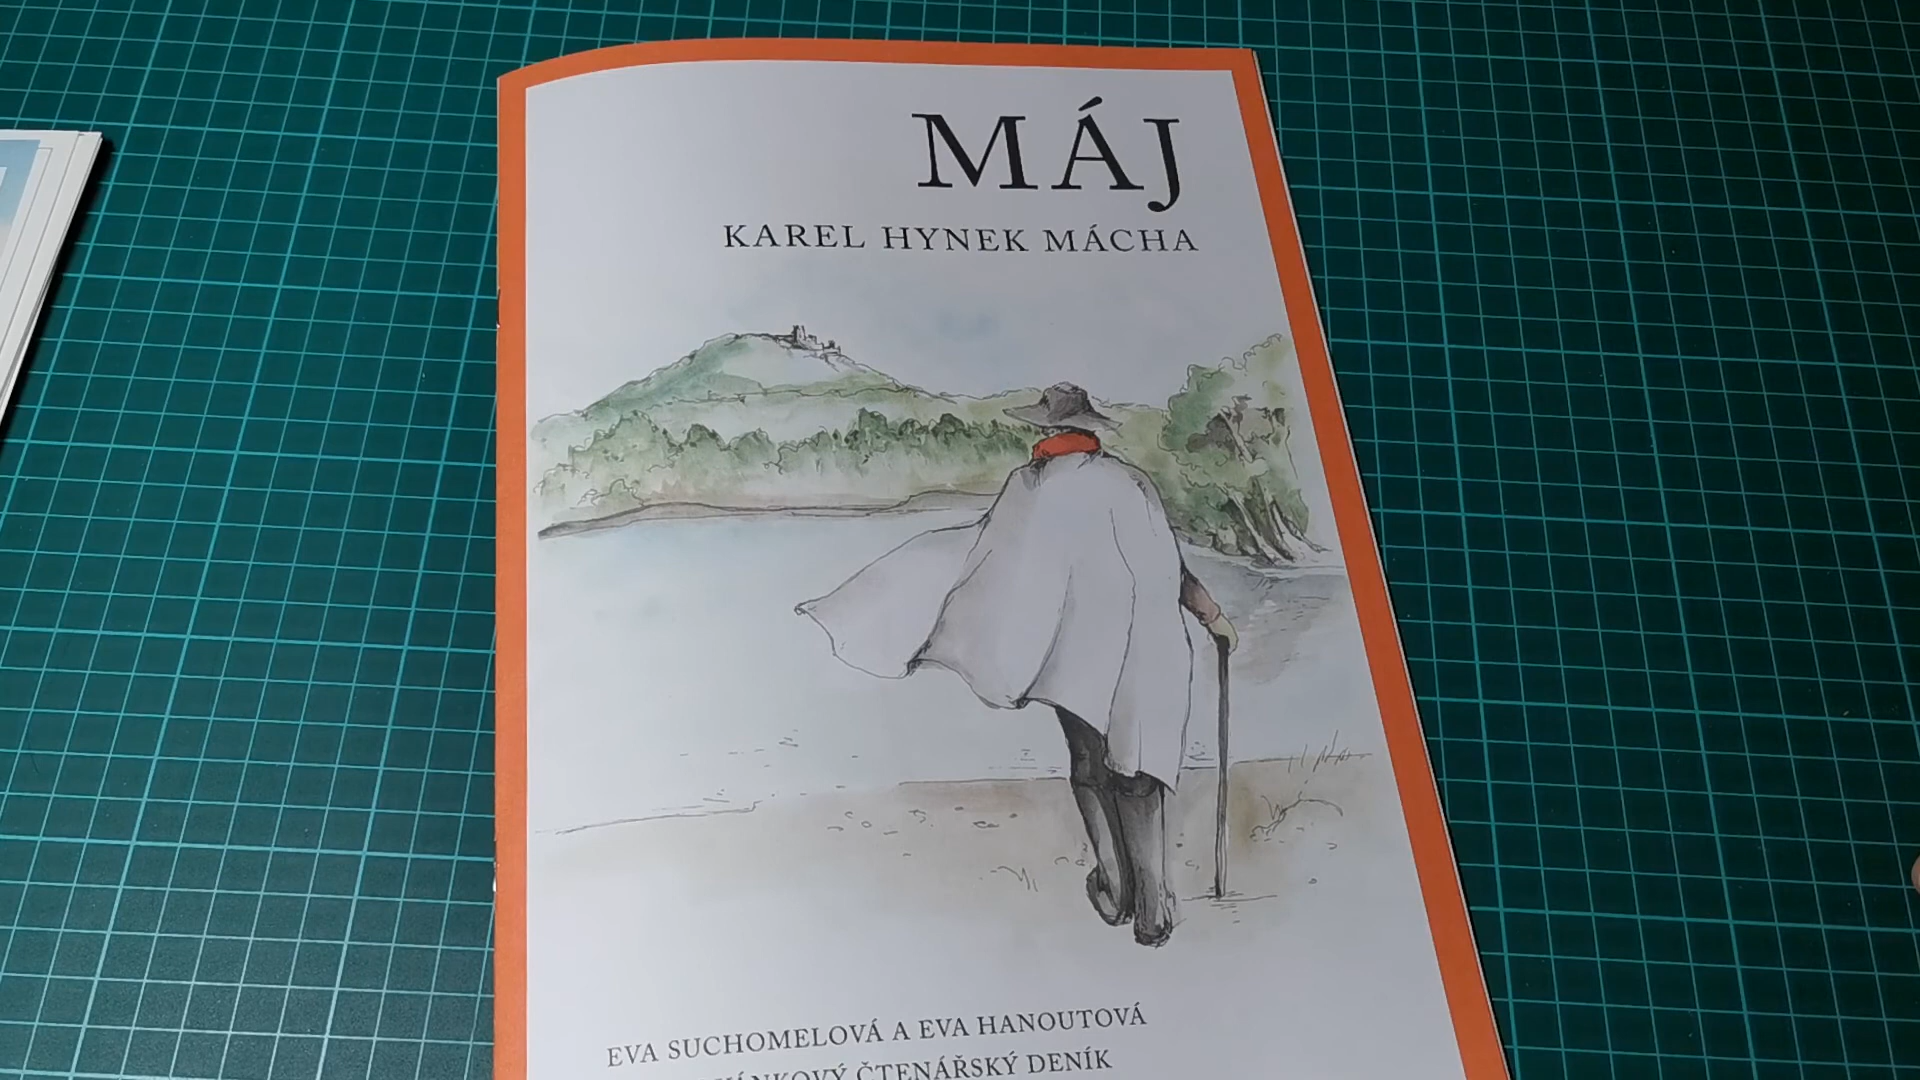 MÁJ
KAREL HYNEK MÁCHA
EVA SUCHOMELOVÁ A EVA HANOUTOVÁ
ČTENÁŘSKÝ DENÍK